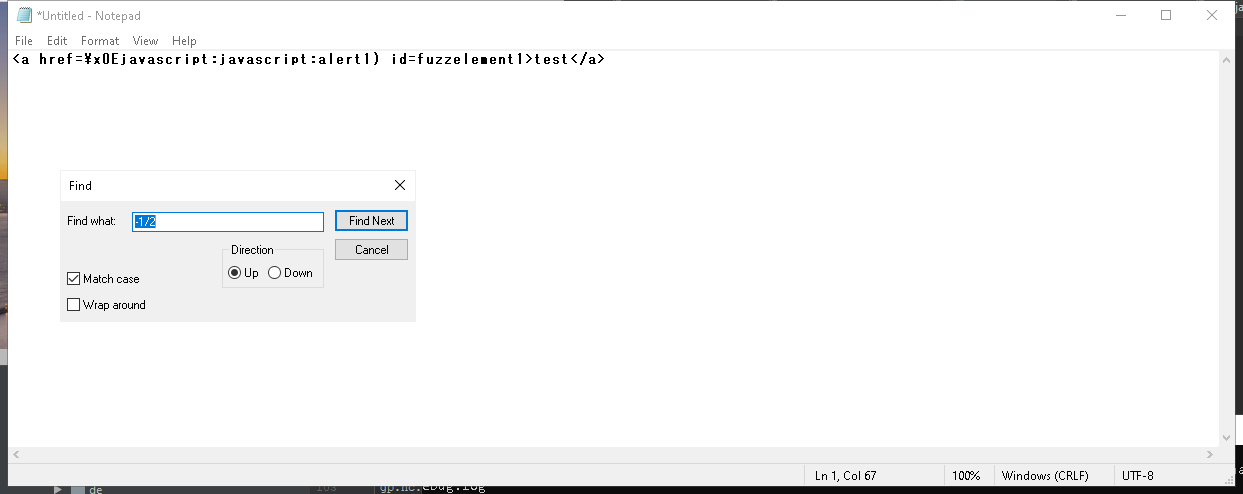 *Untitled - Notepad
File Edit Format View Help
<a href=¥x0Ejavascript:javascript:alert1) id=fuzzelement1>test</a>
Find
Find what: -1/2 Find Next
Cancel
Direction
Up Down
Match case
Wrap around
Ln 1, Col 67 100% Windows (CRLF) UTF-8
de